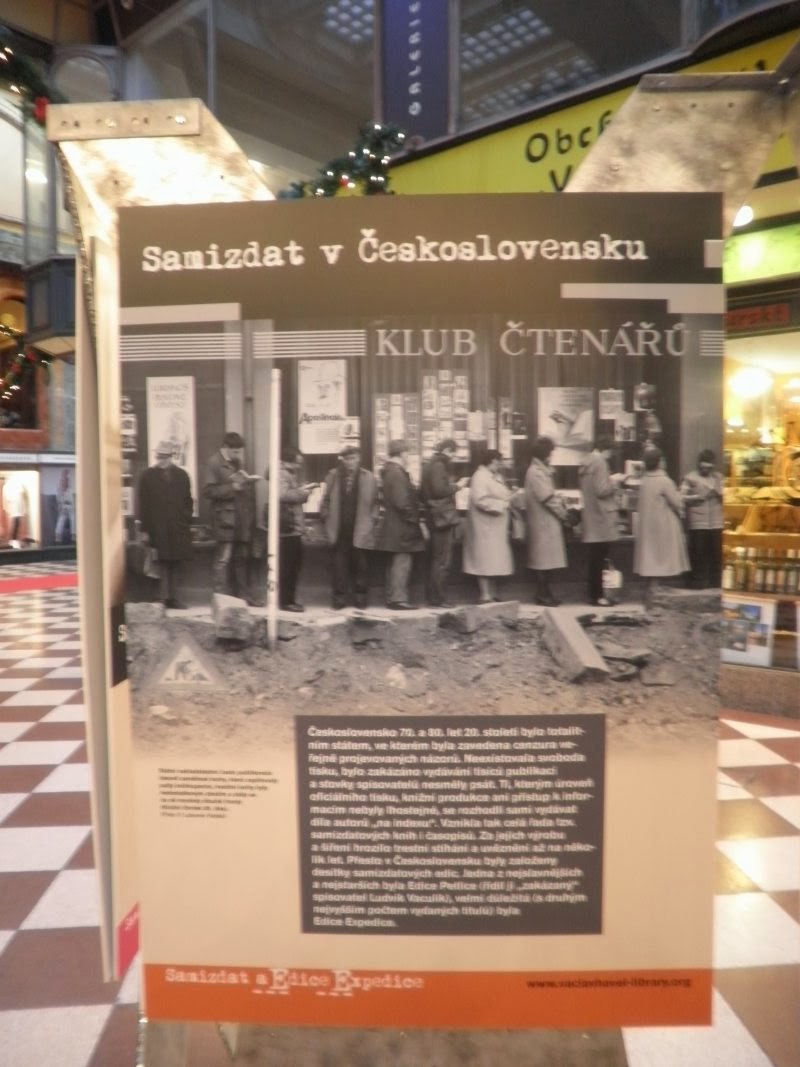 GALERIE
Obch
Samizdat v Československu
KLUB ČTENÁŘŮ
Československo 70. a 80. let 20. století bylo totalit-
ním státem, ve kterém byla zavedena cenzura ve-
řejně projevovaných názorů. Neexistovala svoboda
tisku, bylo zakázáno vydávání tisíců publikací
a stovky spisovatelů nesměly psát. Ti, kterým úroveň
oficiálního tisku, knižní produkce ani přístup k infor-
macím nebyly lhostejné, se rozhodli sami vydávat
díla autorů „na indexu“. Vznikla tak celá řada tzv.
samizdatových knih i časopisů. Za jejich výrobu
a šíření hrozilo trestní stíhání a uvěznění až na něko-
lik let. Přesto v Československu byly založeny
desítky samizdatových edic. Jedna z nejslavnějších
a nejstarších byla Edice Petlice (řídil ji „zakázaný“
spisovatel Ludvík Vaculík), velmi důležitá (s druhým
nejvyšším počtem vydaných titulů) byla
Edice Expedice.
Samizdat a Edice Expedice
www.vaclavhavel-library.org